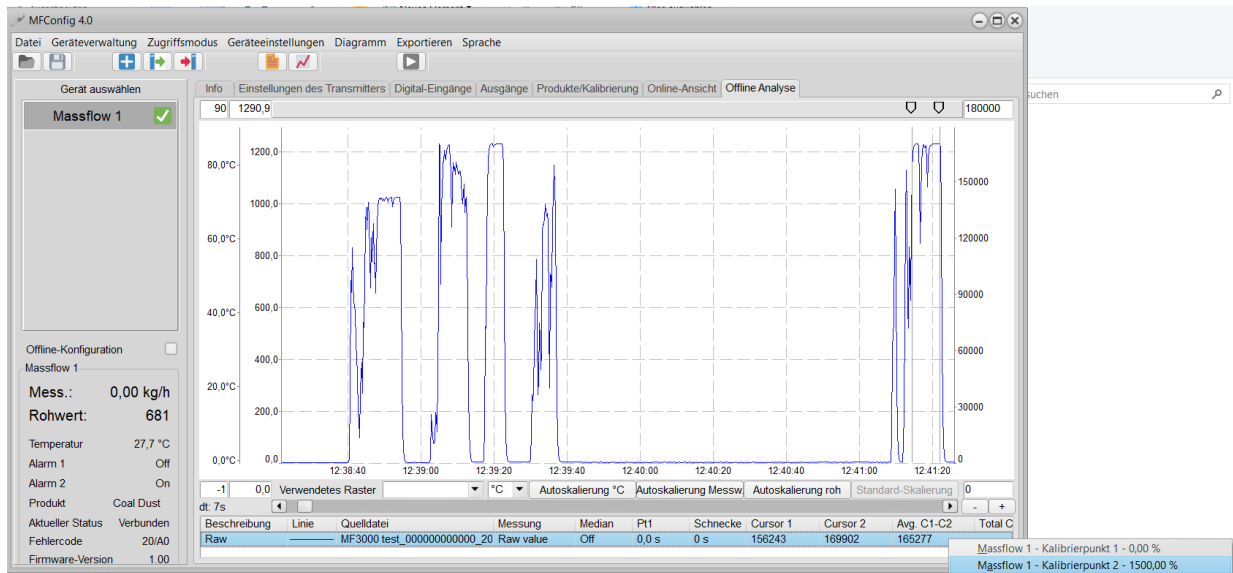 MFConfig 4.0
Datei Geräteverwaltung Zugriffsmodus Geräteeinstellungen Diagramm Exportieren Sprache
Gerät auswählen
Massflow 1
Offline-Konfiguration
Massflow 1
Mess.: 0,00 kg/h
Rohwert: 681
Temperatur 27,7 °C
Alarm 1 Off
Alarm 2 On
Produkt Coal Dust
Aktueller Status Verbunden
Fehlercode 20/A0
Firmware-Version 1.00
Info Einstellungen des Transmitters Digital-Eingänge Ausgänge Produkte/Kalibrierung Online-Ansicht Offline Analyse
90 1290,9 180000
80,0°C 60,0°C 40,0°C 20,0°C 0,0°C
1200,0 1000,0 800,0 600,0 400,0 200,0 0,0
150000 120000 90000 60000 30000 0
12:38:40 12:39:00 12:39:20 12:39:40 12:40:00 12:40:20 12:40:40 12:41:00 12:41:20
-1 0,0 Verwendetes Raster °C Autoskalierung °C Autoskalierung Messw. Autoskalierung roh Standard-Skalierung 0
dt: 7s - +
Beschreibung Linie Quelldatei Messung Median Pt1 Schnecke Cursor 1 Cursor 2 Avg. C1-C2 Total C
Raw MF3000 test_000000000000_20 Raw value Off 0,0 s 0 s 156243 169902 165277
Massflow 1 - Kalibrierpunkt 1 - 0,00 %
Massflow 1 - Kalibrierpunkt 2 - 1500,00 %
suchen